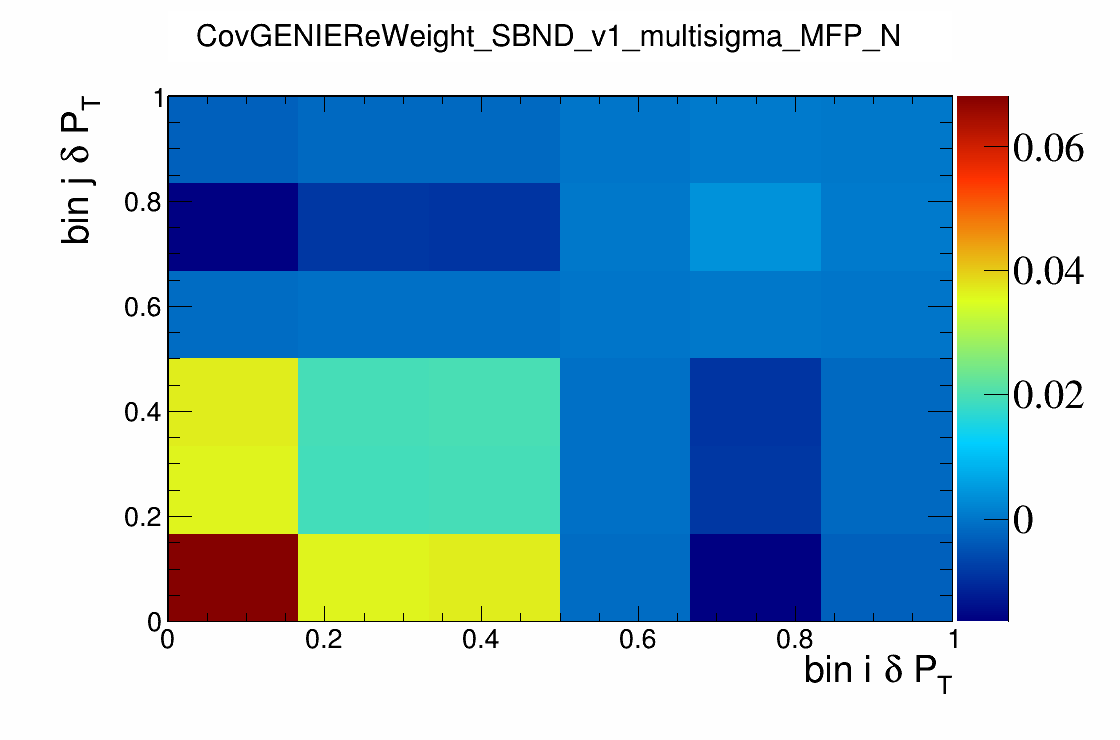 CovGENIEReWeight_SBND_v1_multisigma_MFP_N
bin j δ P_T
1
0.8
0.6
0.4
0.2
0
0 0.2 0.4 0.6 0.8 1
bin i δ P_T
0.06
0.04
0.02
0